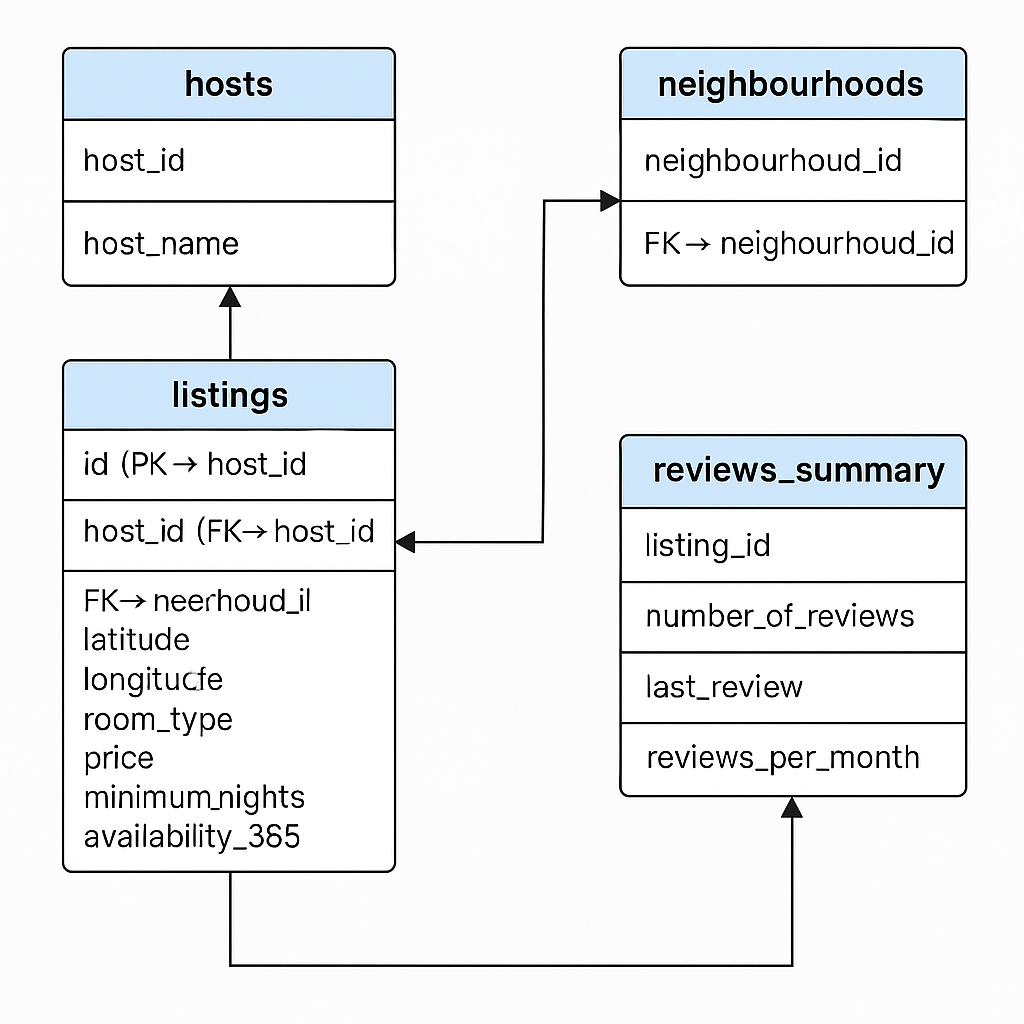 hosts
host_id
host_name
neighbourhoods
neighbourhoud_id
FK→ neighourhoud_id
listings
id (PK→ host_id
host_id (FK→ host_id
FK→ neerhoud_il
latitude
longitucfe
room_type
price
minimum_nights
availability_365
reviews_summary
listing_id
number_of_reviews
last_review
reviews_per_month